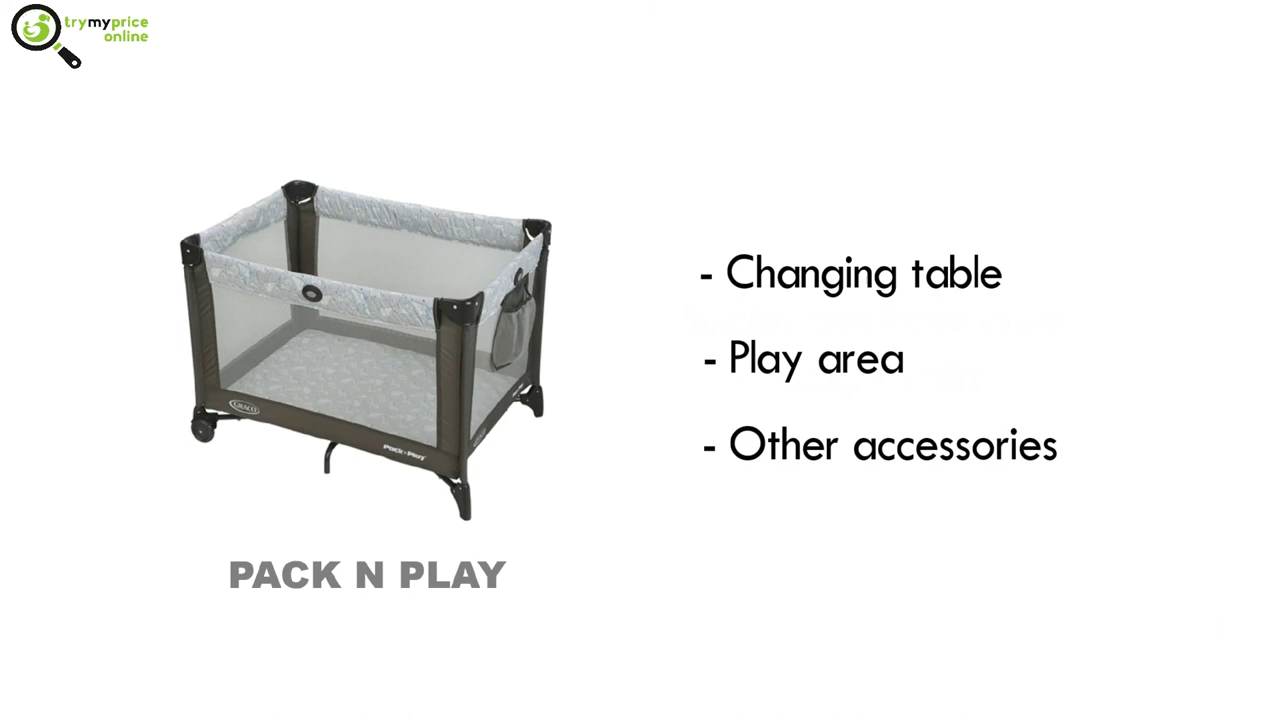 trymyprice
online
- Changing table
- Play area
- Other accessories
GRACO
Pack 'n Play
PACK N PLAY